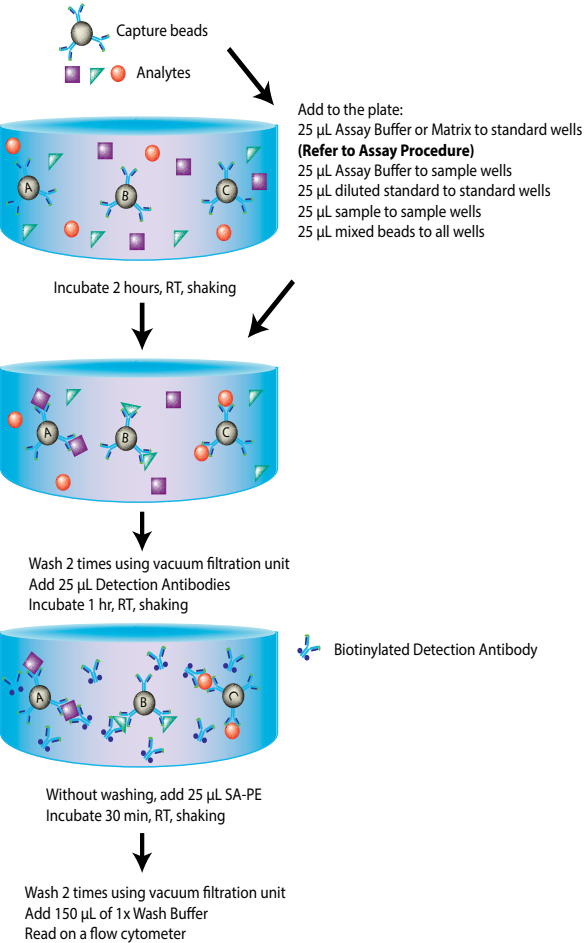 Capture beads
Analytes
Add to the plate:
25 µL Assay Buffer or Matrix to standard wells
(Refer to Assay Procedure)
25 µL Assay Buffer to sample wells
25 µL diluted standard to standard wells
25 µL sample to sample wells
25 µL mixed beads to all wells
A
B
C
Incubate 2 hours, RT, shaking
A
B
C
Wash 2 times using vacuum filtration unit
Add 25 µL Detection Antibodies
Incubate 1 hr, RT, shaking
Biotinylated Detection Antibody
A
B
C
Without washing, add 25 µL SA-PE
Incubate 30 min, RT, shaking
Wash 2 times using vacuum filtration unit
Add 150 µL of 1x Wash Buffer
Read on a flow cytometer